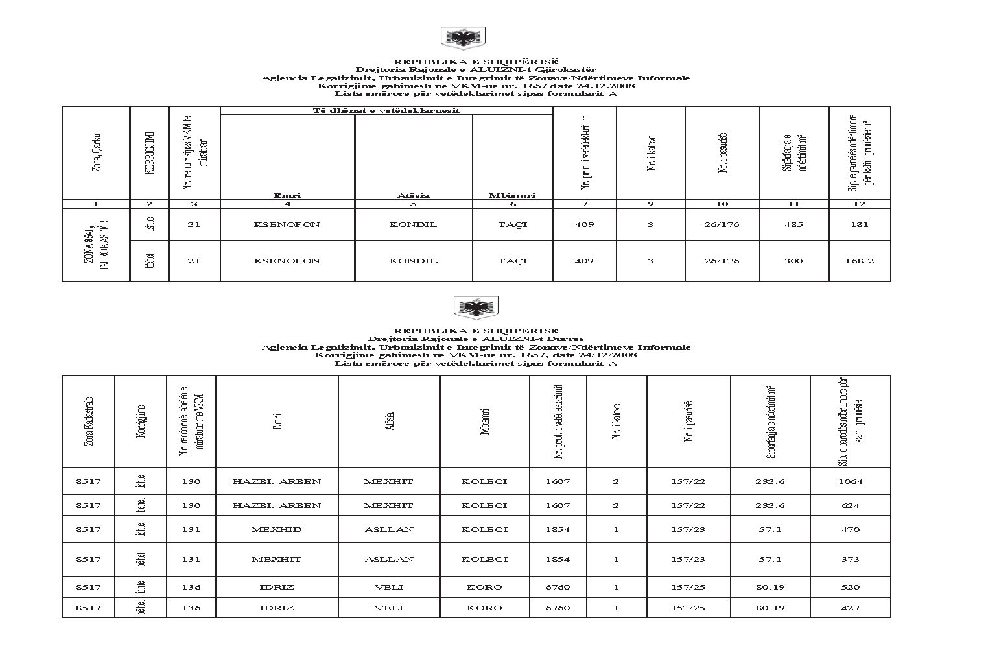 REPUBLIKA E SHQIPËRISË
Drejtoria Rajonale e ALUIZNI-t Gjirokastër
Agjencia Legalizimit, Urbanizimit e Integrimit të Zonave/Ndërtimeve Informale
Korrigjime gabimesh në VKM-në nr. 1657 datë 24.12.2008
Lista emërore për vetëdeklarimet sipas formularit A
Zona, Qarku
KORRIGJIMI
Nr. rendor sipas VKM te
miratuar
Të dhënat e vetëdeklaruesit
Emri
Atësia
Mbiemri
Nr. prot. i vetëdeklarimit
Nr. i kateve
Nr. i pasurisë
Sipërfaqja e
ndërtimit m²
Sip. e parcelës ndërtimore
për kalim pronësie m²
1 2 3 4 5 6 7 9 10 11 12
ZONA 8541,
GJIROKASTËR
ishte 21 KSENOFON KONDIL TAÇI 409 3 26/176 485 181
bëhet 21 KSENOFON KONDIL TAÇI 409 3 26/176 300 168.2
REPUBLIKA E SHQIPËRISË
Drejtoria Rajonale e ALUIZNI-t Durrës
Agjencia Legalizimit, Urbanizimit e Integrimit të Zonave/Ndërtimeve Informale
Korrigjime gabimesh në VKM-në nr. 1657, datë 24/12/2008
Lista emërore për vetëdeklarimet sipas formularit A
Zona Kadastrale
Korrigjime
Nr. rendor në tabelën e
miratuar me VKM
Emri
Atësia
Mbiemri
Nr. prot. i vetëdeklarimit
Nr. i kateve
Nr. i pasurisë
Sipërfaqja e nderimit m²
Sip. e parcelës ndërtimore për
kalim pronësie
8517 ishte 130 HAZBI, ARBEN MEXHIT KOLECI 1607 2 157/22 232.6 1064
8517 bëhet 130 HAZBI, ARBEN MEXHIT KOLECI 1607 2 157/22 232.6 624
8517 ishte 131 MEXHID ASLLAN KOLECI 1854 1 157/23 57.1 470
8517 bëhet 131 MEXHIT ASLLAN KOLECI 1854 1 157/23 57.1 373
8517 ishte 136 IDRIZ VELI KORO 6760 1 157/25 80.19 520
8517 bëhet 136 IDRIZ VELI KORO 6760 1 157/25 80.19 427